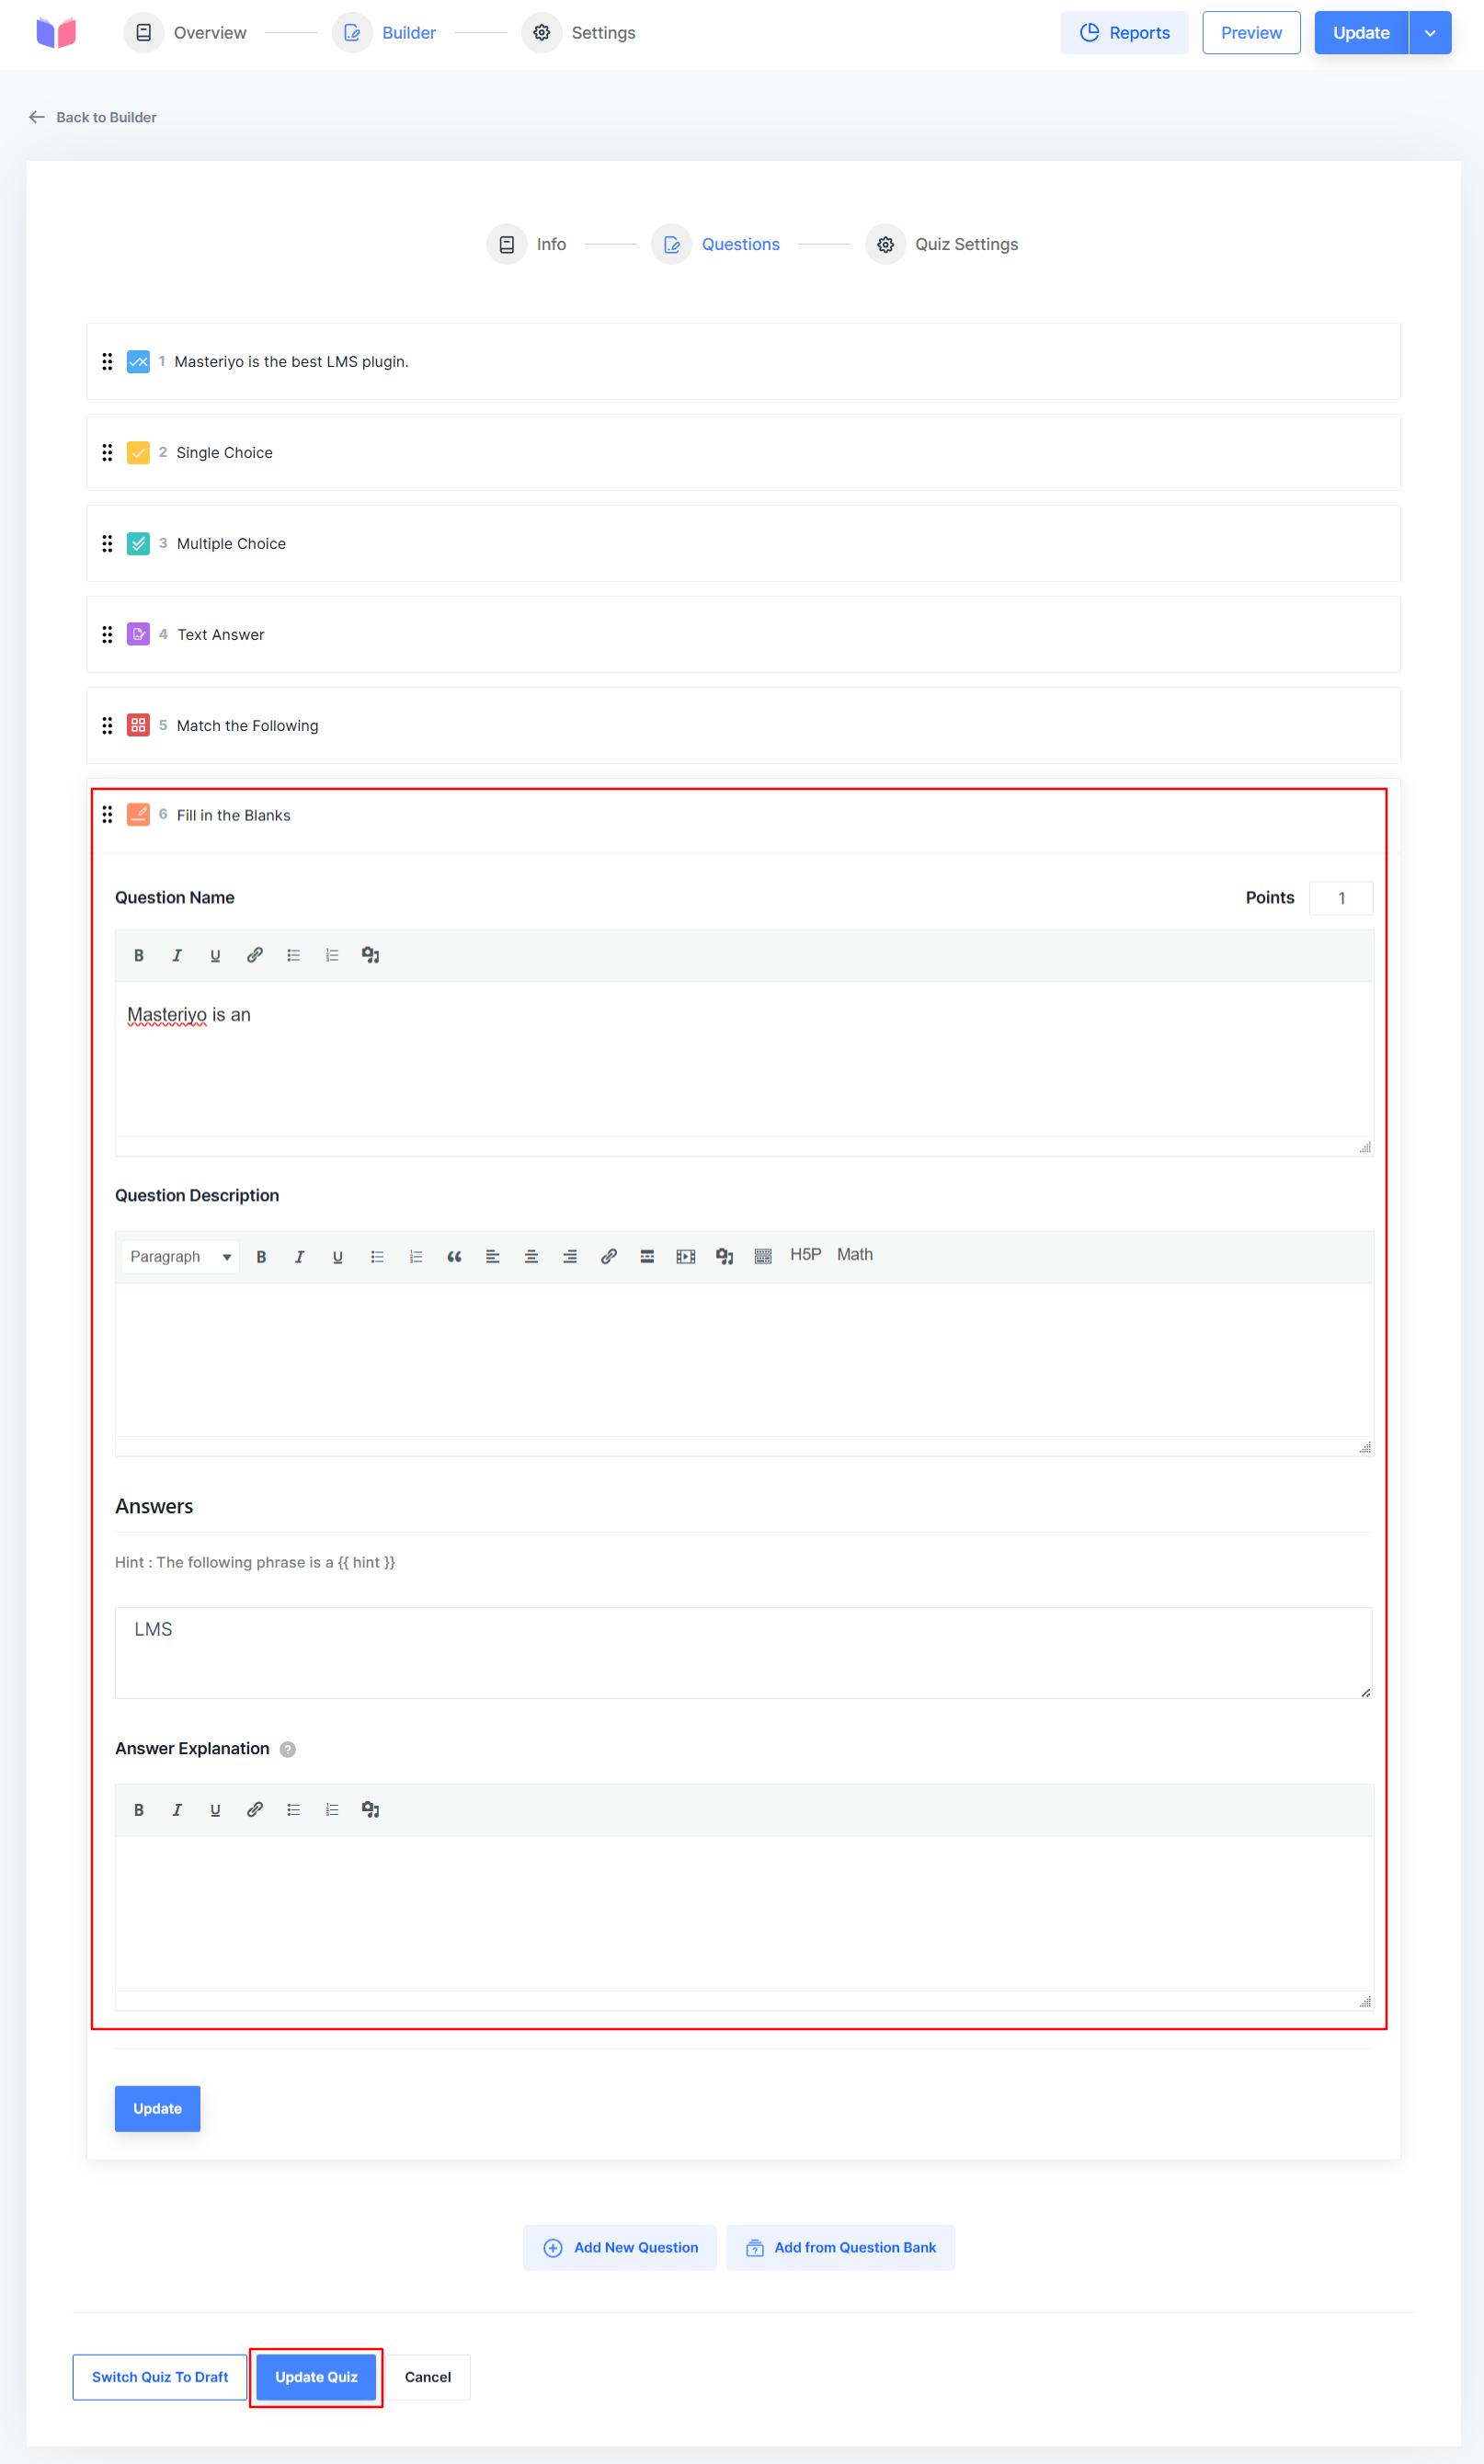 Overview Builder Settings Reports Preview Update
Back to Builder
Info Questions Quiz Settings
1 Masteriyo is the best LMS plugin.
2 Single Choice
3 Multiple Choice
4 Text Answer
5 Match the Following
6 Fill in the Blanks
Question Name Points 1
B I U
Masteriyo is an
Question Description
Paragraph B I U H5P Math
Answers
Hint : The following phrase is a {{ hint }}
LMS
Answer Explanation ?
B I U
Update
Add New Question Add from Question Bank
Switch Quiz To Draft Update Quiz Cancel